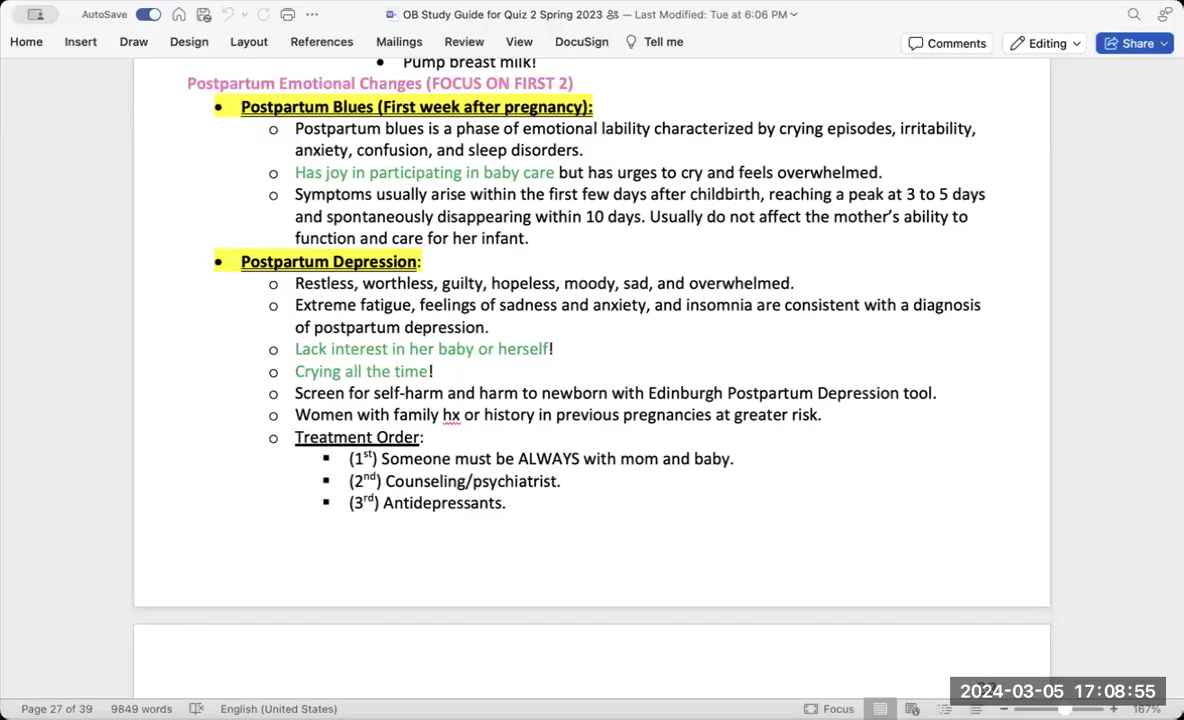 AutoSave
OB Study Guide for Quiz 2 Spring 2023 — Last Modified: Tue at 6:06 PM
Home Insert Draw Design Layout References Mailings Review View DocuSign Tell me
Comments Editing Share
• Pump breast milk!
Postpartum Emotional Changes (FOCUS ON FIRST 2)
• Postpartum Blues (First week after pregnancy):
o Postpartum blues is a phase of emotional lability characterized by crying episodes, irritability,
anxiety, confusion, and sleep disorders.
o Has joy in participating in baby care but has urges to cry and feels overwhelmed.
o Symptoms usually arise within the first few days after childbirth, reaching a peak at 3 to 5 days
and spontaneously disappearing within 10 days. Usually do not affect the mother's ability to
function and care for her infant.
• Postpartum Depression:
o Restless, worthless, guilty, hopeless, moody, sad, and overwhelmed.
o Extreme fatigue, feelings of sadness and anxiety, and insomnia are consistent with a diagnosis
of postpartum depression.
o Lack interest in her baby or herself!
o Crying all the time!
o Screen for self-harm and harm to newborn with Edinburgh Postpartum Depression tool.
o Women with family hx or history in previous pregnancies at greater risk.
o Treatment Order:
▪ (1st) Someone must be ALWAYS with mom and baby.
▪ (2nd) Counseling/psychiatrist.
▪ (3rd) Antidepressants.
2024-03-05 17:08:55
Page 27 of 39 9849 words English (United States) Focus 167%